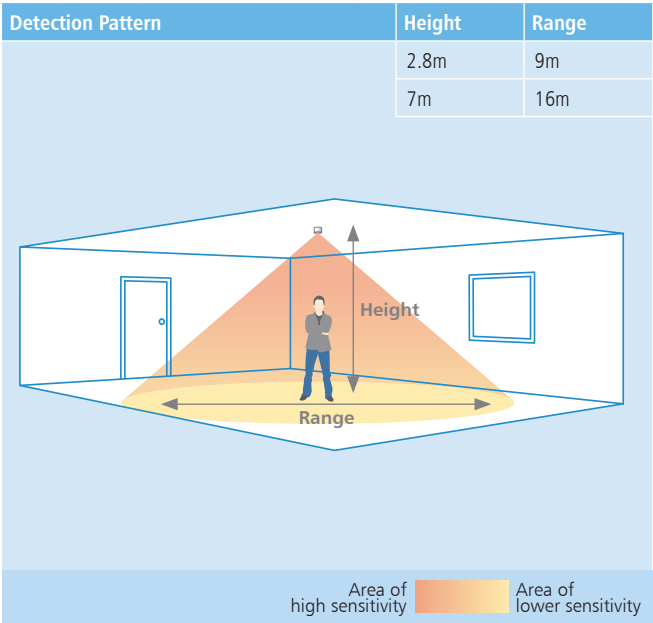 Detection Pattern Height Range
2.8m 9m
7m 16m
Height
Range
Area of
high sensitivity
Area of
lower sensitivity